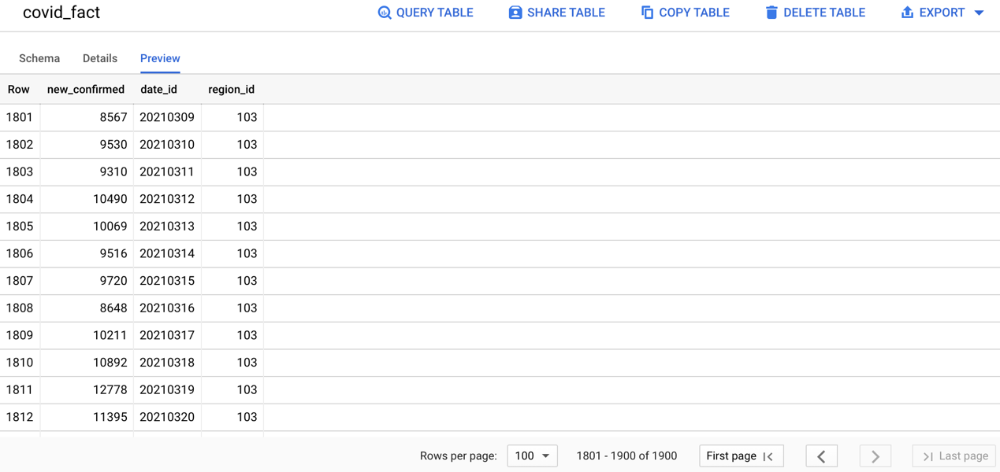 covid_fact QUERY TABLE SHARE TABLE COPY TABLE DELETE TABLE EXPORT
Schema Details Preview
Row new_confirmed date_id region_id
1801 8567 20210309 103
1802 9530 20210310 103
1803 9310 20210311 103
1804 10490 20210312 103
1805 10069 20210313 103
1806 9516 20210314 103
1807 9720 20210315 103
1808 8648 20210316 103
1809 10211 20210317 103
1810 10892 20210318 103
1811 12778 20210319 103
1812 11395 20210320 103
Rows per page: 100 1801 - 1900 of 1900 First page Last page